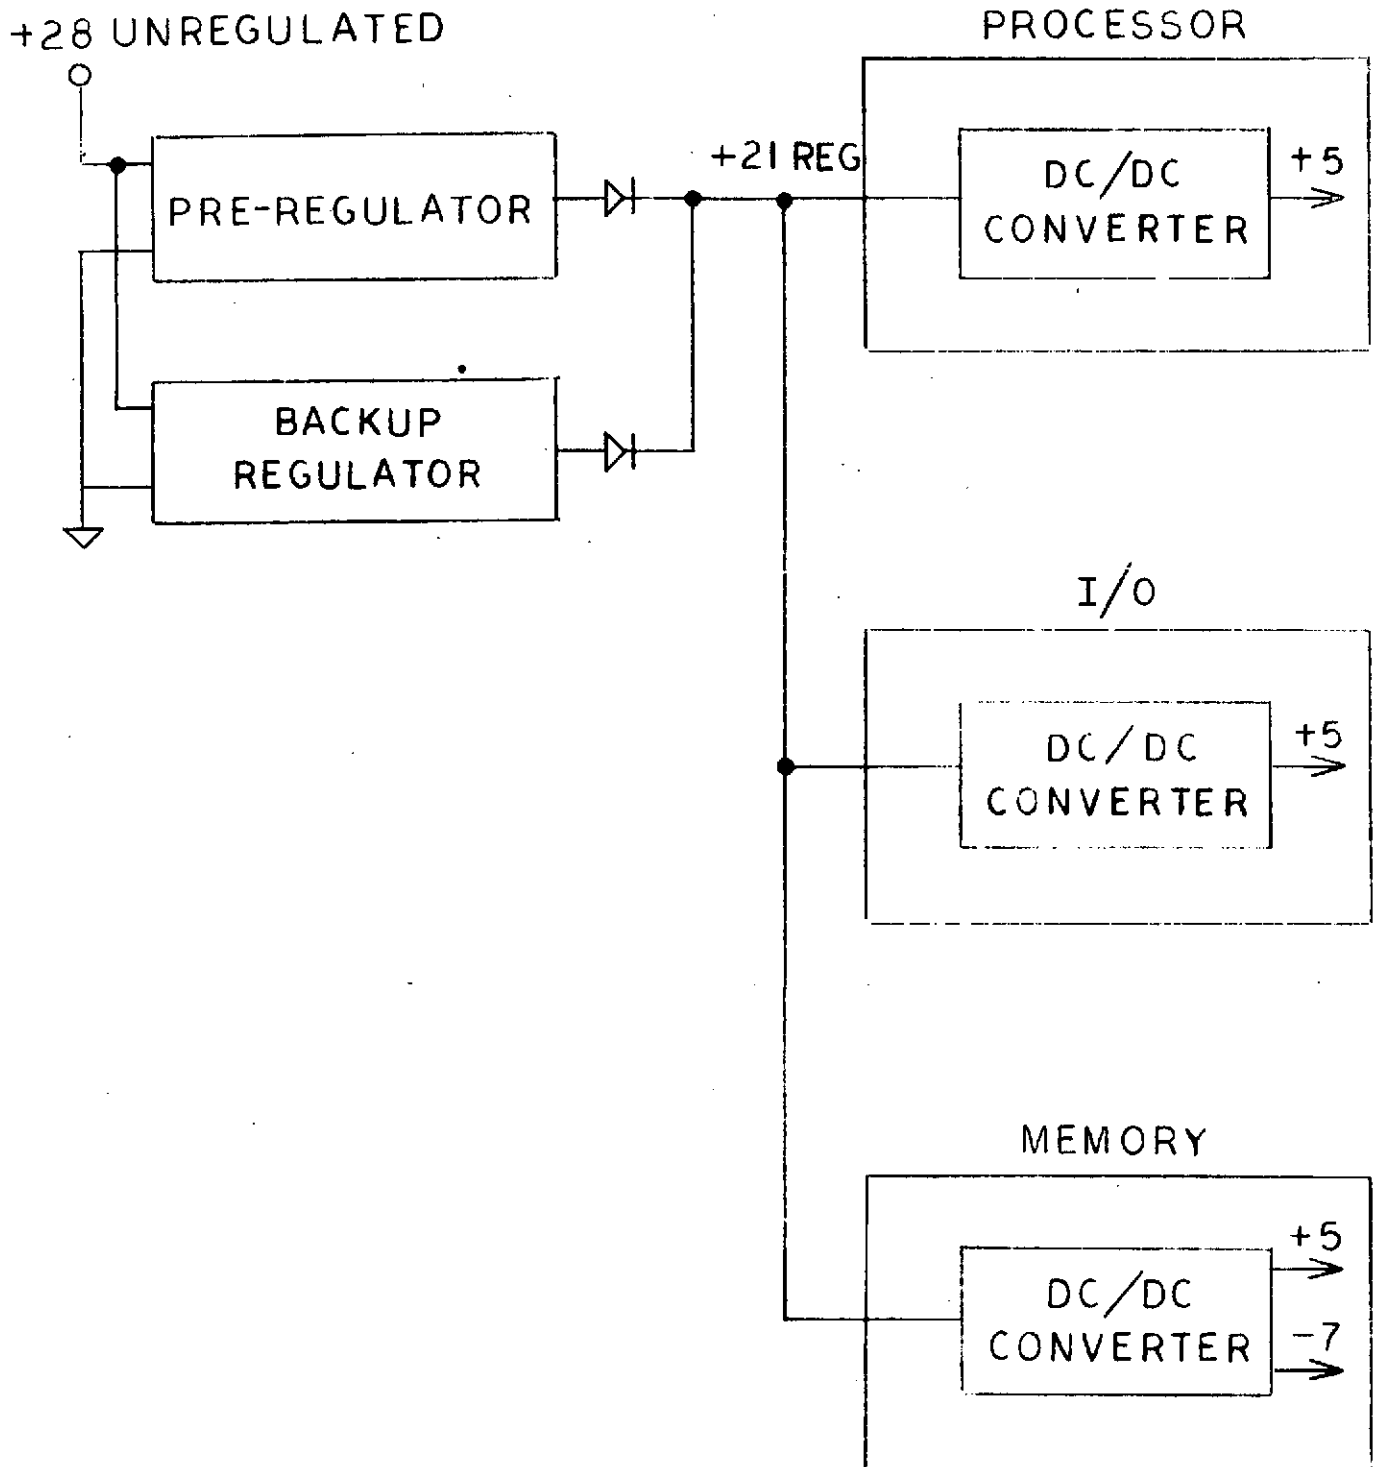 +28 UNREGULATED
PRE-REGULATOR
BACKUP
REGULATOR
+21 REG
PROCESSOR
DC/DC
CONVERTER
+5
I/O
DC/DC
CONVERTER
+5
MEMORY
DC/DC
CONVERTER
+5
-7